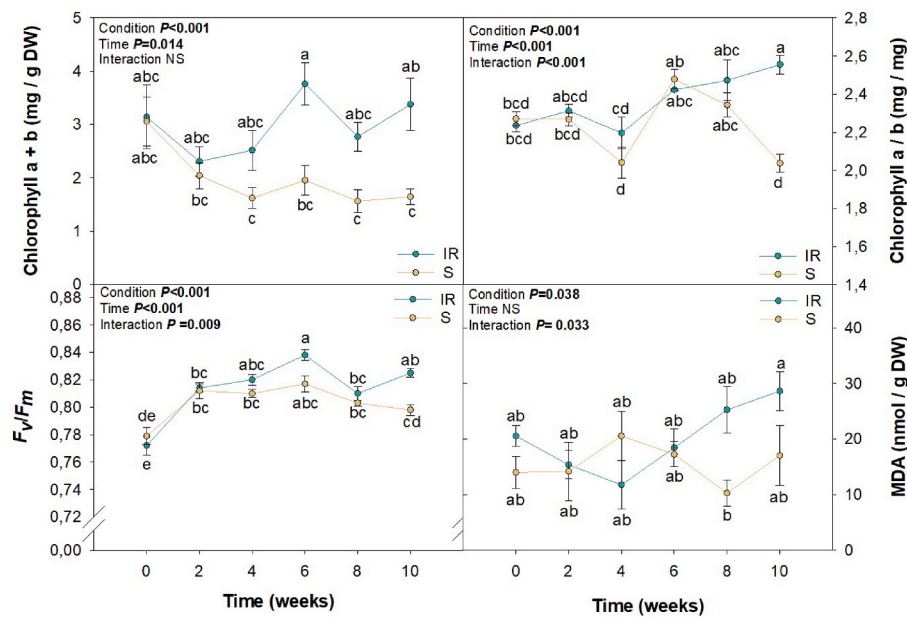 Chlorophyll a + b (mg / g DW)
5
4
3
2
1
0
Condition P<0.001
Time P=0.014
Interaction NS
abc
abc
a
abc
ab
abc
abc
bc
c
bc
c
c
IR
S
Condition P<0.001
Time P<0.001
Interaction P<0.001
bcd
abcd
cd
ab
abc
a
bcd
bcd
d
abc
abc
d
IR
S
2,8
2,6
2,4
2,2
2,0
1,8
1,6
1,4
Chlorophyll a / b (mg / mg)
Fv/Fm
0,88
0,86
0,84
0,82
0,80
0,78
0,76
0,74
0,72
0,00
Condition P<0.001
Time P<0.001
Interaction P =0.009
IR
S
de
bc
abc
a
bc
ab
e
bc
bc
abc
bc
cd
0 2 4 6 8 10
Time (weeks)
Condition P=0.038
Time NS
Interaction P= 0.033
IR
S
ab
ab
ab
ab
ab
a
ab
ab
ab
ab
b
ab
0 2 4 6 8 10
Time (weeks)
40
30
20
10
0
MDA (nmol / g DW)